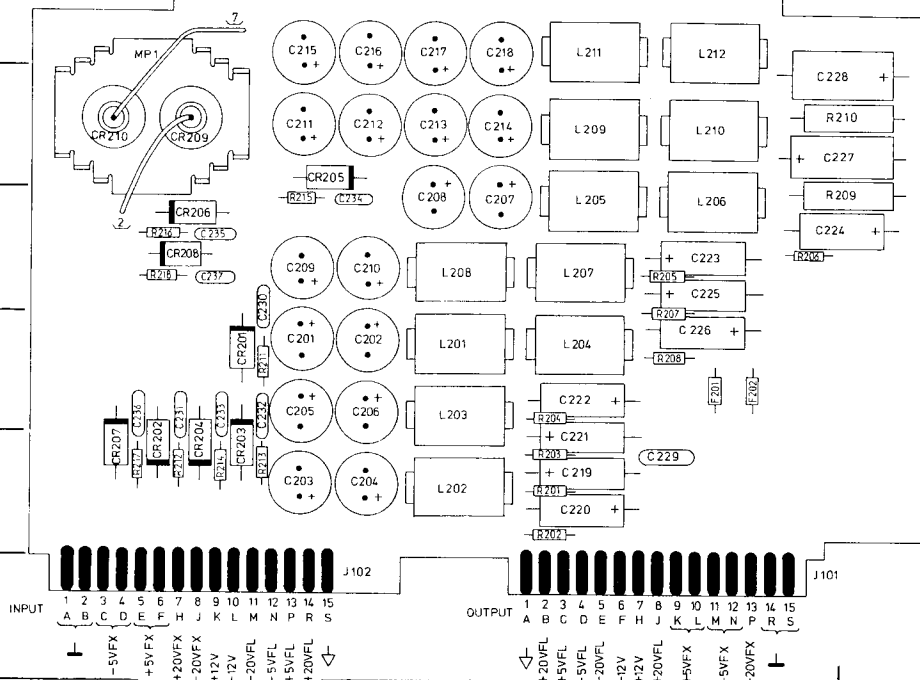 7
C215 C216 C217 C218 L211 L212
MP1
C228
CR210 CR209
C211 C212 C213 C214 L209 L210
R210
C227
CR205
R215 C234
C208 C207 L205 L206
R209
2
CR206
R216 C235
C224
R206
CR208
R218 C237
C209 C210 L208 L207
C223
R205
C225
R207
C226
R208
C230
CR201
R211
C201 C202 L201 L204
F201 F202
C236 C231 C233 C232
CR207 CR202 CR204 CR203
R217 R212 R214 R213
C205 C206 L203
C222
R204
C221
R203
C229
C203 C204 L202
C219
R201
C220
R202
J102
J101
INPUT
1 2 3 4 5 6 7 8 9 10 11 12 13 14 15
A B C D E F H J K L M N P R S
-5VFX +5VFX +20VFX -20VFX +12V -12V -20VFL -5VFL +5VFL +20VFL
OUTPUT
1 2 3 4 5 6 7 8 9 10 11 12 13 14 15
A B C D E F H J K L M N P R S
+20VFL +5VFL -5VFL -20VFL -12V +12V +20VFX +5VFX -5VFX -20VFX